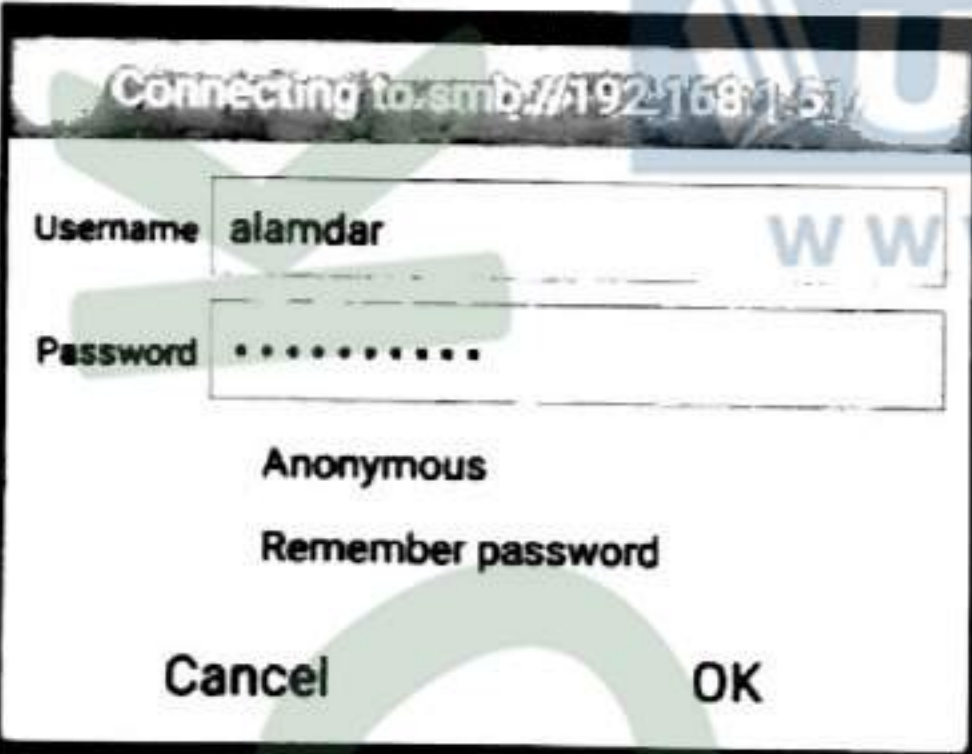 Connecting to smb://192.168.1.51/
Username alamdar
Password ••••••••••
Anonymous
Remember password
Cancel OK